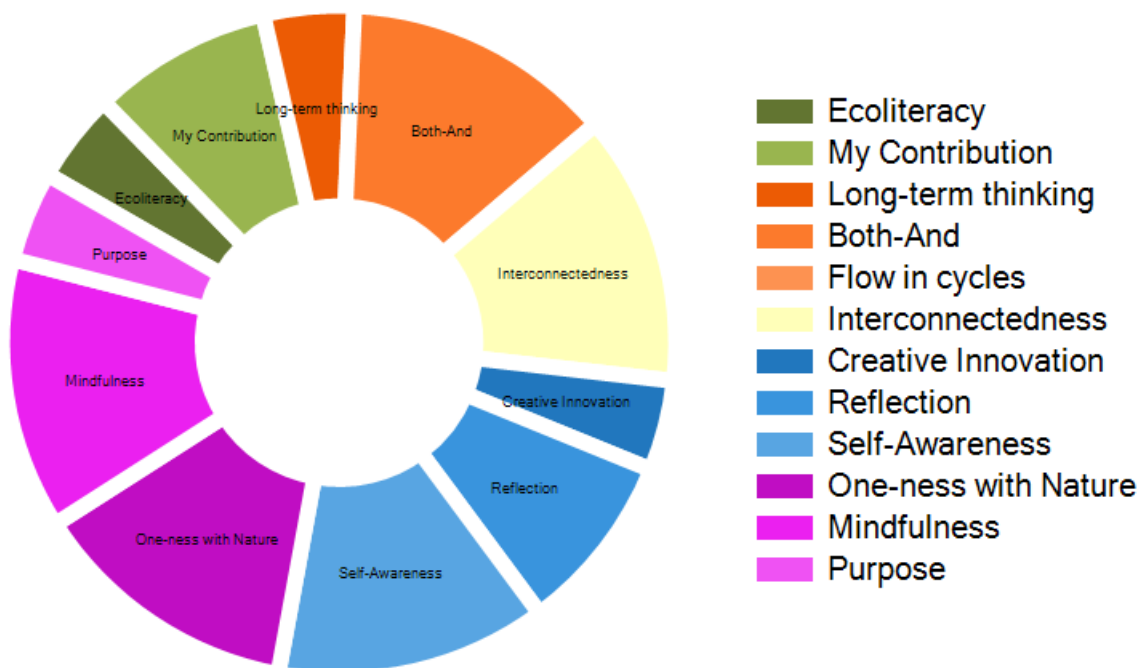 Long-term thinking
Both-And
My Contribution
Ecoliteracy
Purpose
Interconnectedness
Mindfulness
Creative Innovation
Reflection
One-ness with Nature
Self-Awareness
Ecoliteracy
My Contribution
Long-term thinking
Both-And
Flow in cycles
Interconnectedness
Creative Innovation
Reflection
Self-Awareness
One-ness with Nature
Mindfulness
Purpose